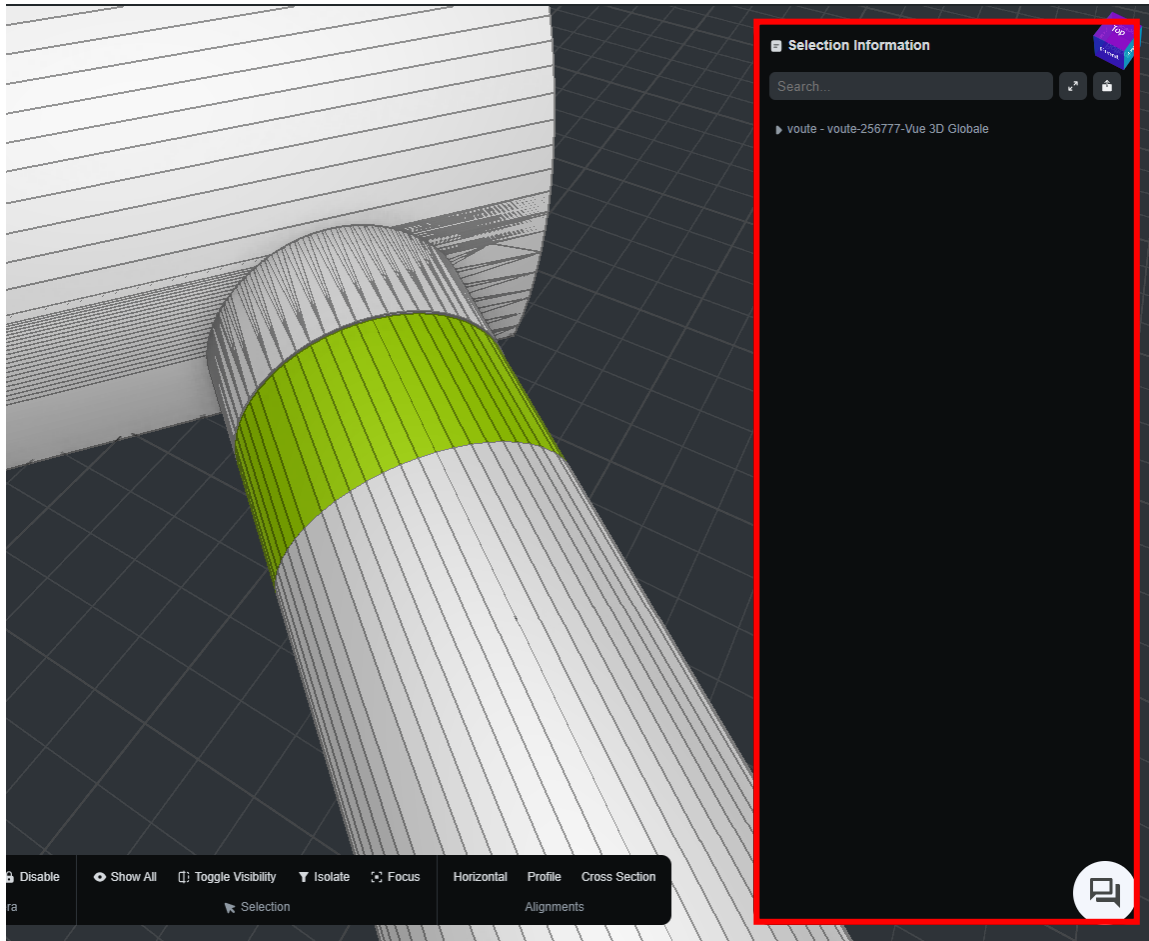 Selection Information
Top
Front
Search...
voute - voute-256777-Vue 3D Globale
Disable
Show All
Toggle Visibility
Isolate
Focus
Horizontal
Profile
Cross Section
ra
Selection
Alignments